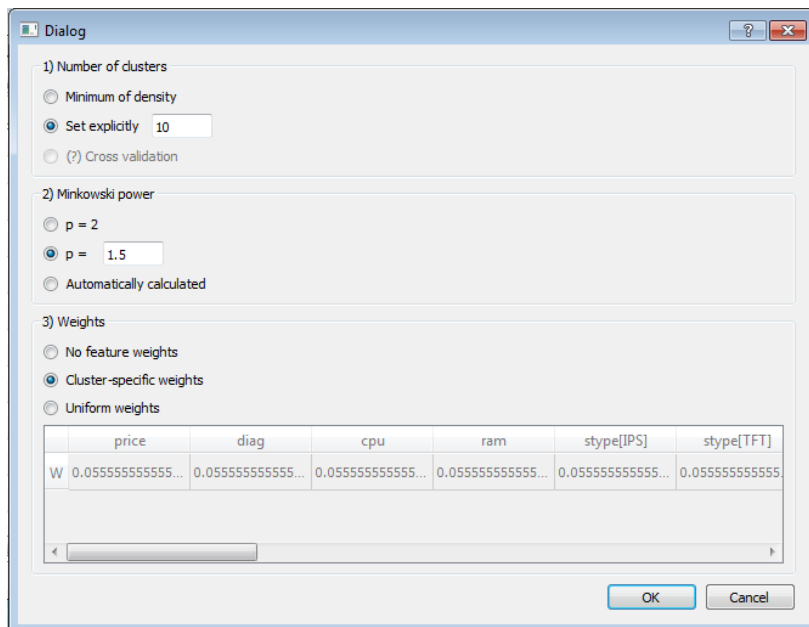 Dialog
1) Number of clusters
Minimum of density
Set explicitly 10
(?) Cross validation
2) Minkowski power
p = 2
p = 1.5
Automatically calculated
3) Weights
No feature weights
Cluster-specific weights
Uniform weights
price diag cpu ram stype[IPS] stype[TFT]
W 0.055555555555... 0.055555555555... 0.055555555555... 0.055555555555... 0.055555555555... 0.055555555555.
OK Cancel